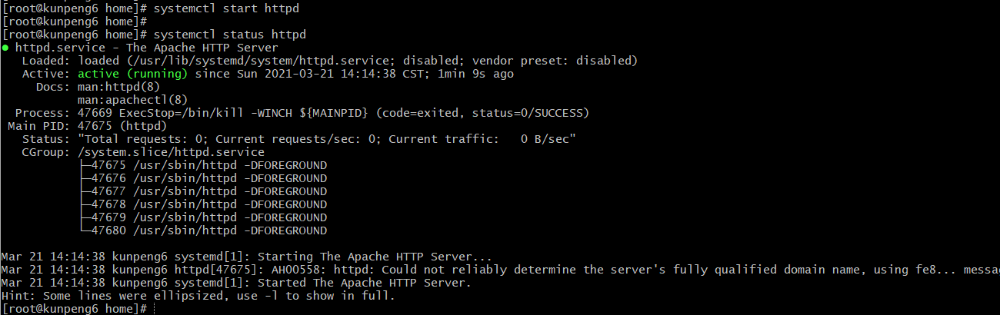 [root@kunpeng6 home]# systemctl start httpd
[root@kunpeng6 home]#
[root@kunpeng6 home]# systemctl status httpd
● httpd.service - The Apache HTTP Server
   Loaded: loaded (/usr/lib/systemd/system/httpd.service; disabled; vendor preset: disabled)
   Active: active (running) since Sun 2021-03-21 14:14:38 CST; 1min 9s ago
     Docs: man:httpd(8)
           man:apachectl(8)
  Process: 47669 ExecStop=/bin/kill -WINCH ${MAINPID} (code=exited, status=0/SUCCESS)
 Main PID: 47675 (httpd)
   Status: "Total requests: 0; Current requests/sec: 0; Current traffic:   0 B/sec"
   CGroup: /system.slice/httpd.service
           ├─47675 /usr/sbin/httpd -DFOREGROUND
           ├─47676 /usr/sbin/httpd -DFOREGROUND
           ├─47677 /usr/sbin/httpd -DFOREGROUND
           ├─47678 /usr/sbin/httpd -DFOREGROUND
           ├─47679 /usr/sbin/httpd -DFOREGROUND
           └─47680 /usr/sbin/httpd -DFOREGROUND

Mar 21 14:14:38 kunpeng6 systemd[1]: Starting The Apache HTTP Server...
Mar 21 14:14:38 kunpeng6 httpd[47675]: AH00558: httpd: Could not reliably determine the server's fully qualified domain name, using fe8... messa
Mar 21 14:14:38 kunpeng6 systemd[1]: Started The Apache HTTP Server.
Hint: Some lines were ellipsized, use -l to show in full.
[root@kunpeng6 home]#